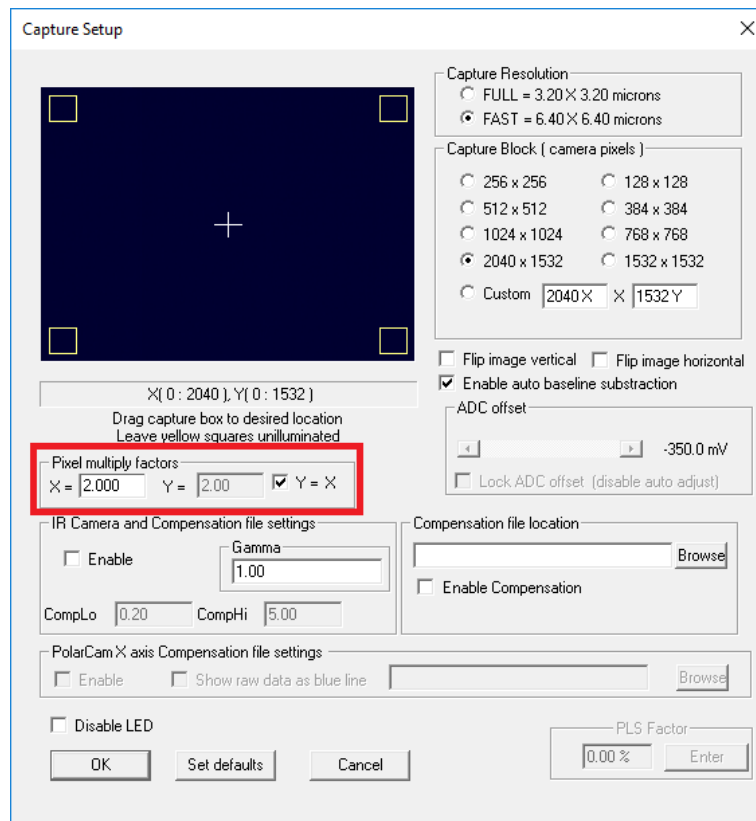 Capture Setup
Capture Resolution
FULL = 3.20 X 3.20 microns
FAST = 6.40 X 6.40 microns
Capture Block ( camera pixels )
256 x 256
128 x 128
512 x 512
384 x 384
1024 x 1024
768 x 768
2040 x 1532
1532 x 1532
Custom 2040 X X 1532 Y
Flip image vertical
Flip image horizontal
X( 0 : 2040 ), Y( 0 : 1532 )
Enable auto baseline substraction
Drag capture box to desired location
Leave yellow squares unilluminated
ADC offset
-350.0 mV
Lock ADC offset (disable auto adjust)
Pixel multiply factors
X = 2.000 Y = 2.00 Y = X
IR Camera and Compensation file settings
Enable
Gamma
1.00
CompLo 0.20 CompHi 5.00
Compensation file location
Browse
Enable Compensation
PolarCam X axis Compensation file settings
Enable
Show raw data as blue line
Browse
Disable LED
OK
Set defaults
Cancel
PLS Factor
0.00 %
Enter